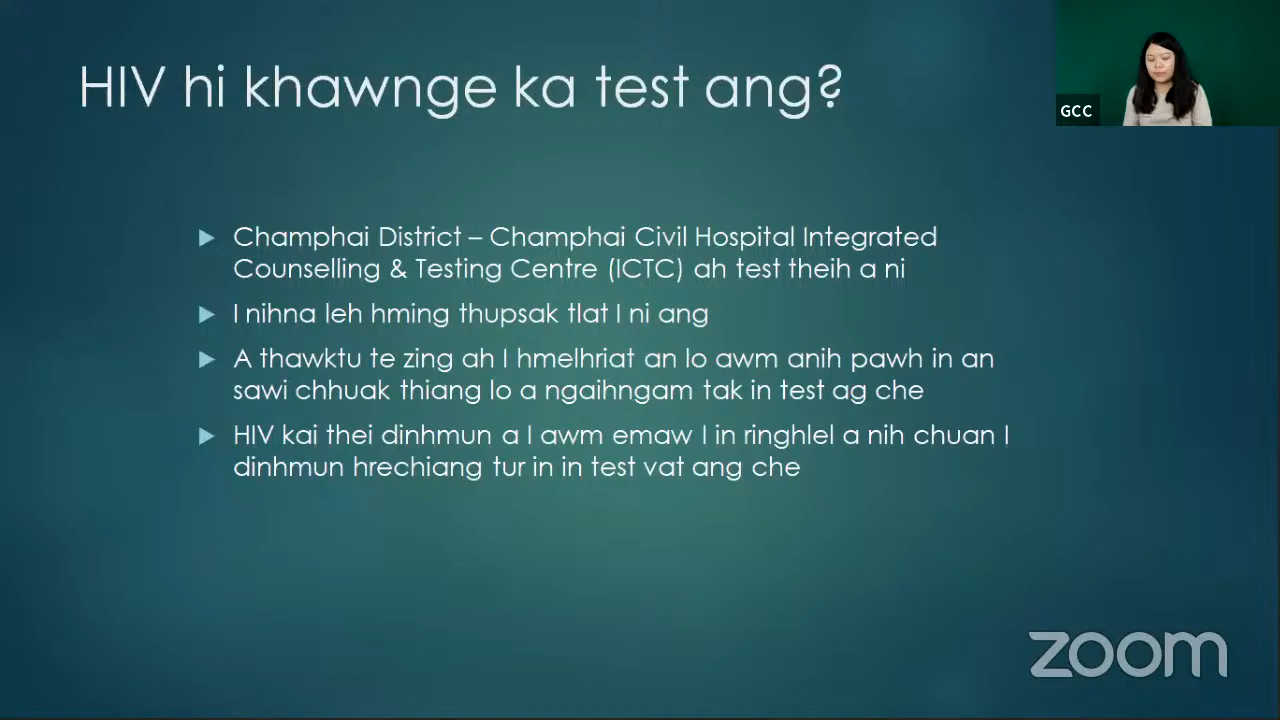 HIV hi khawnge ka test ang?
GCC
Champhai District – Champhai Civil Hospital Integrated
Counselling & Testing Centre (ICTC) ah test theih a ni
I nihna leh hming thupsak tlat I ni ang
A thawktu te zing ah I hmelhriat an lo awm anih pawh in an
sawi chhuak thiang lo a ngaihngam tak in test ag che
HIV kai thei dinhmun a I awm emaw I in ringhlel a nih chuan I
dinhmun hrechiang tur in in test vat ang che
zoom